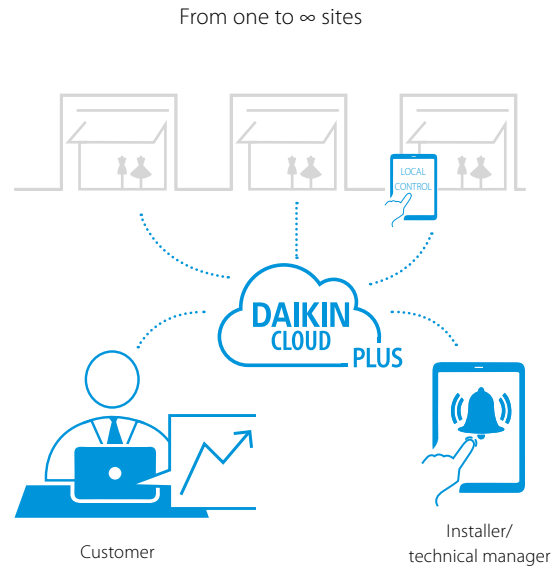 From one to ∞ sites
LOCAL
CONTROL
DAIKIN
CLOUD
PLUS
Customer
Installer/
technical manager